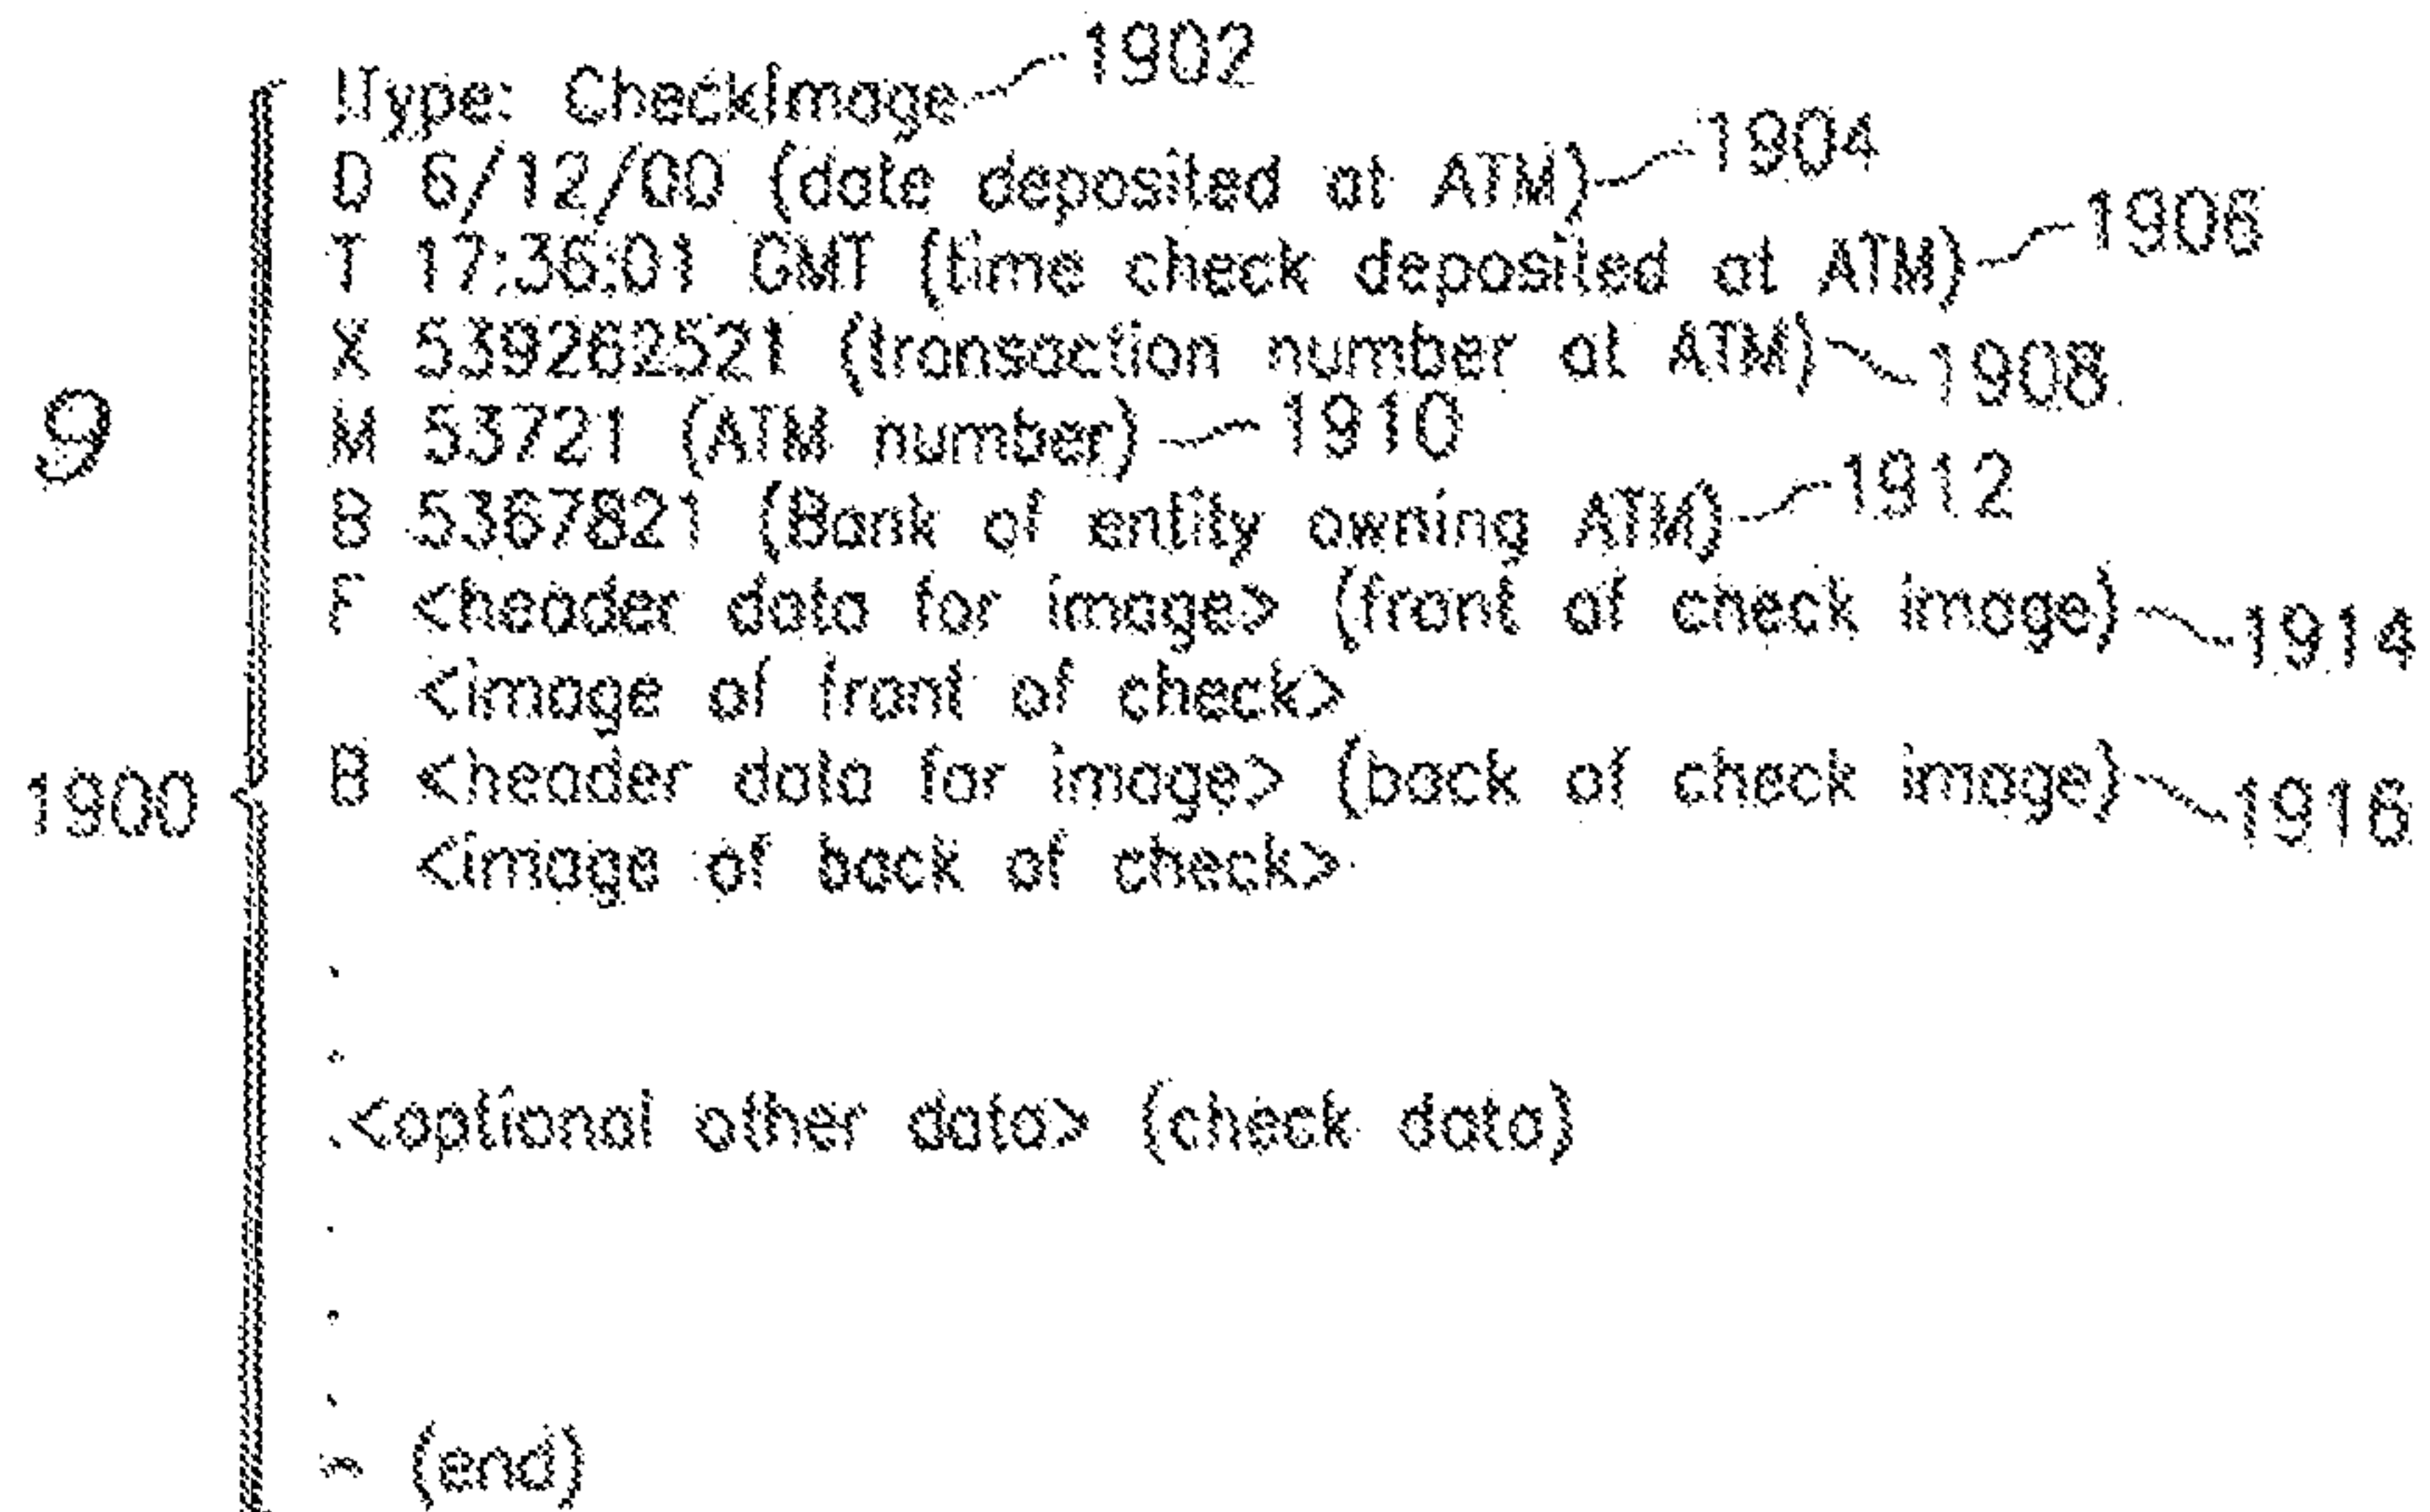 !Type: CheckImage 1902
D 6/12/00 (date deposited at ATM) 1904
T 17:36:01 GMT (time check deposited at ATM) 1906
X 539262521 (transaction number at ATM) 1908
9
M 53721 (ATM number) 1910
B 5367821 (Bank of entity owning ATM) 1912
F <header data for image> (front of check image) 1914
<image of front of check>
1900
B <header data for image> (back of check image) 1916
<image of back of check>
.
.
.<optional other data> (check data)
.
.
.
(end)